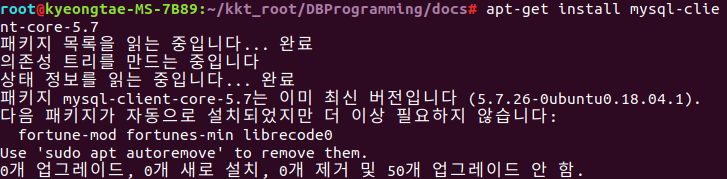 root@kyeongtae-MS-7B89:~/kkt_root/DBProgramming/docs# apt-get install mysql-clie
nt-core-5.7
패키지 목록을 읽는 중입니다... 완료
의존성 트리를 만드는 중입니다
상태 정보를 읽는 중입니다... 완료
패키지 mysql-client-core-5.7는 이미 최신 버전입니다 (5.7.26-0ubuntu0.18.04.1).
다음 패키지가 자동으로 설치되었지만 더 이상 필요하지 않습니다:
  fortune-mod fortunes-min librecode0
Use 'sudo apt autoremove' to remove them.
0개 업그레이드, 0개 새로 설치, 0개 제거 및 50개 업그레이드 안 함.